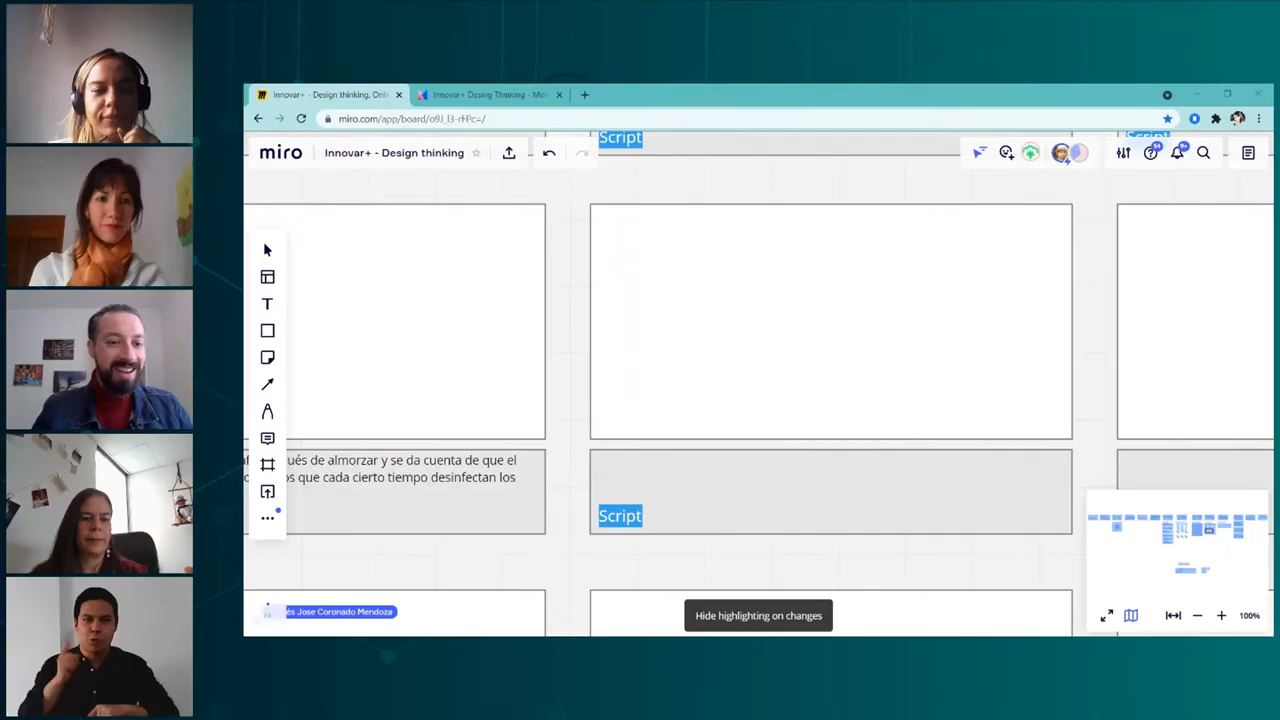 Innovar+ - Design thinking, Onli
Innovar+ Desing Thinking - Mo
miro.com/app/board/o9J_l3-rFPc=/
Script
Script
miro
Innovar+ - Design thinking
ués de almorzar y se da cuenta de que el
os que cada cierto tiempo desinfectan los
Script
és Jose Coronado Mendoza
Hide highlighting on changes
100%